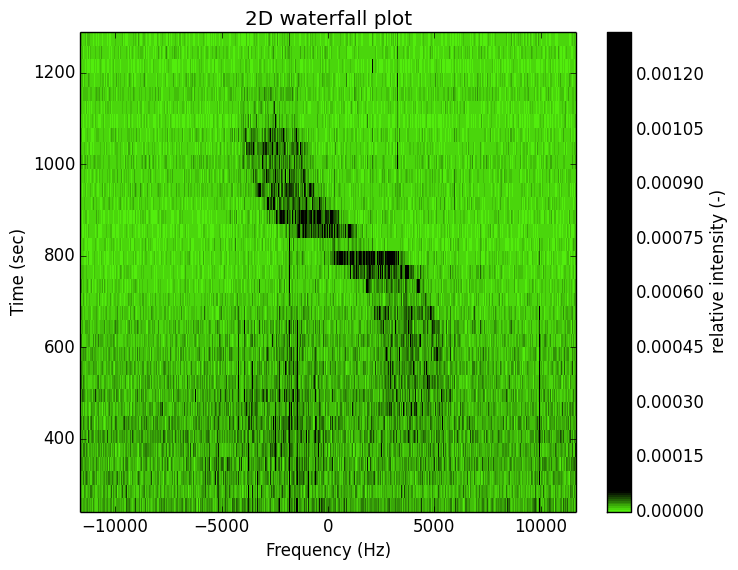 2D waterfall plot
1200
1000
800
600
400
Time (sec)
−10000 −5000 0 5000 10000
Frequency (Hz)
0.00120
0.00105
0.00090
0.00075
0.00060
0.00045
0.00030
0.00015
0.00000
relative intensity (-)